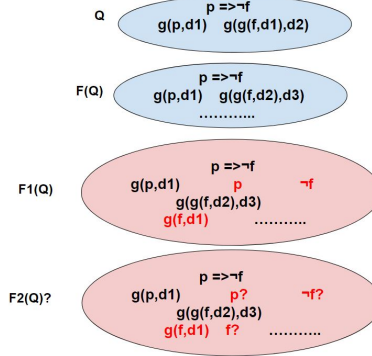 Q
p =>¬f
g(p,d1) g(g(f,d1),d2)
F(Q)
p =>¬f
g(p,d1) g(g(f,d2),d3)
………...
F1(Q)
p =>¬f
g(p,d1) p ¬f
g(g(f,d2),d3)
g(f,d1) ………..
F2(Q)?
p =>¬f
g(p,d1) p? ¬f?
g(g(f,d2),d3)
g(f,d1) f? ………..